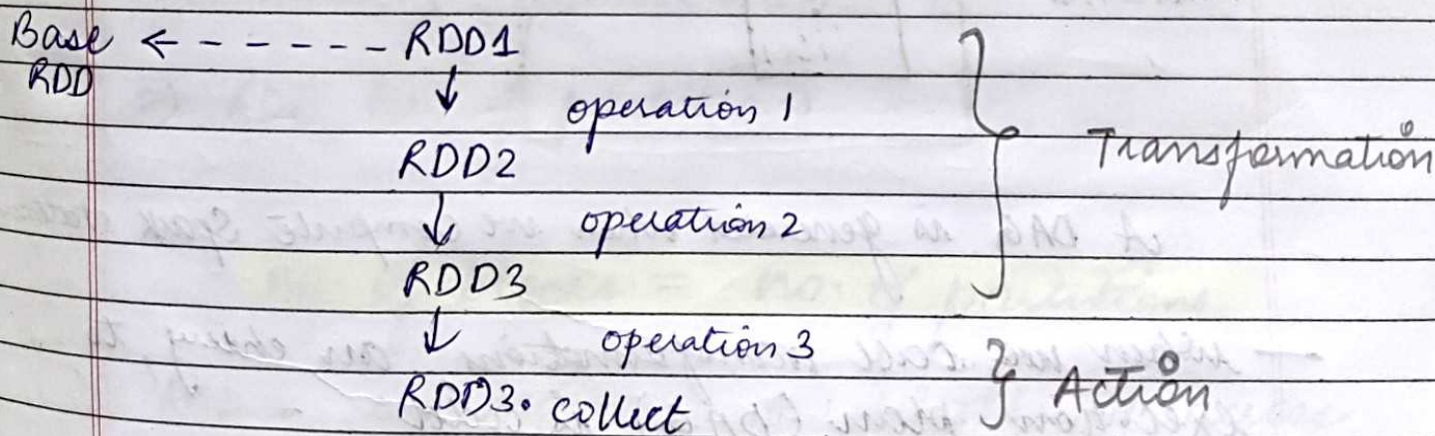 Base ← - - - - - - RDD1
RDD
↓ operation 1
RDD2
Transformation
↓ operation 2
RDD3
↓ operation 3
RDD3. collect
Action